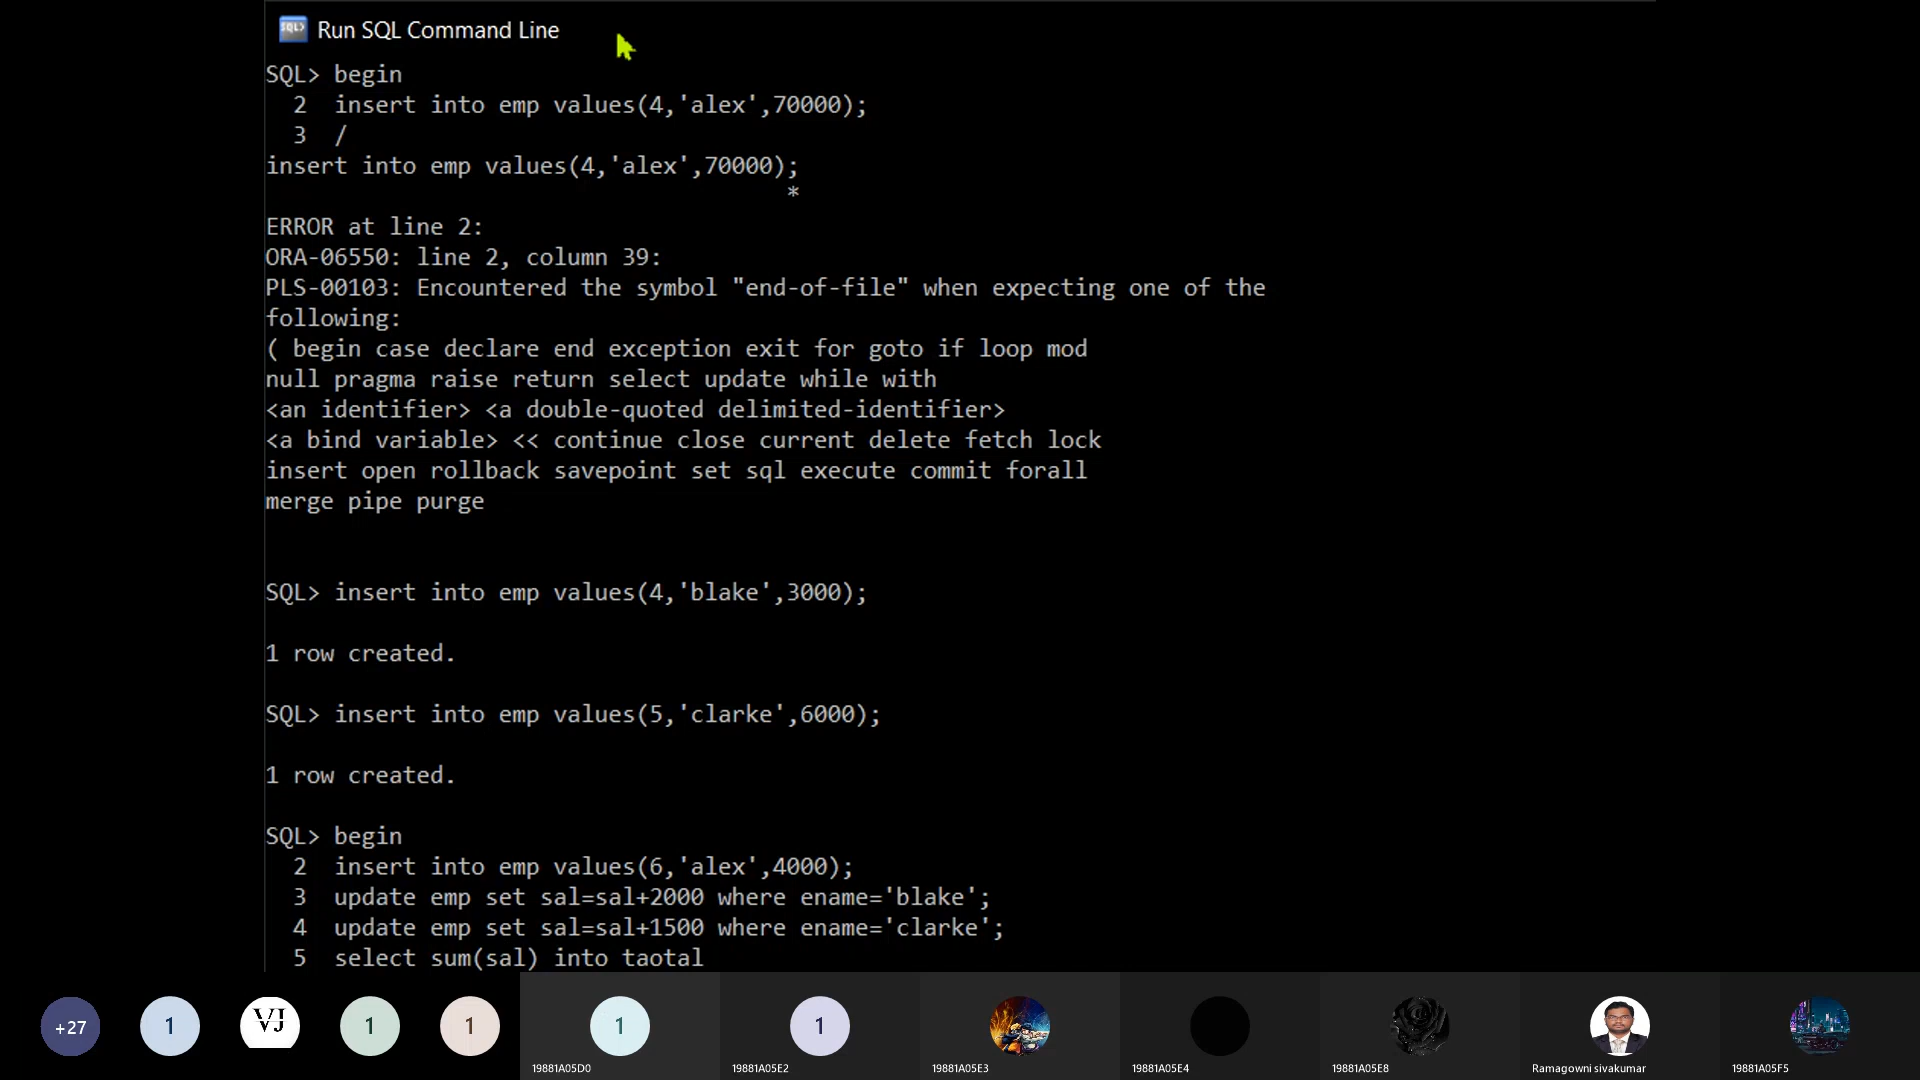 Run SQL Command Line
SQL> begin
2 insert into emp values(4,'alex',70000);
3 /
insert into emp values(4,'alex',70000);
*
ERROR at line 2:
ORA-06550: line 2, column 39:
PLS-00103: Encountered the symbol "end-of-file" when expecting one of the
following:
( begin case declare end exception exit for goto if loop mod
null pragma raise return select update while with
<an identifier> <a double-quoted delimited-identifier>
<a bind variable> << continue close current delete fetch lock
insert open rollback savepoint set sql execute commit forall
merge pipe purge
SQL> insert into emp values(4,'blake',3000);
1 row created.
SQL> insert into emp values(5,'clarke',6000);
1 row created.
SQL> begin
2 insert into emp values(6,'alex',4000);
3 update emp set sal=sal+2000 where ename='blake';
4 update emp set sal=sal+1500 where ename='clarke';
5 select sum(sal) into taotal
+27 1 VJ 1 1 1 1
19881A05D0 19881A05E2 19881A05E3 19881A05E4 19881A05E8 Ramagowni sivakumar 19881A05F5